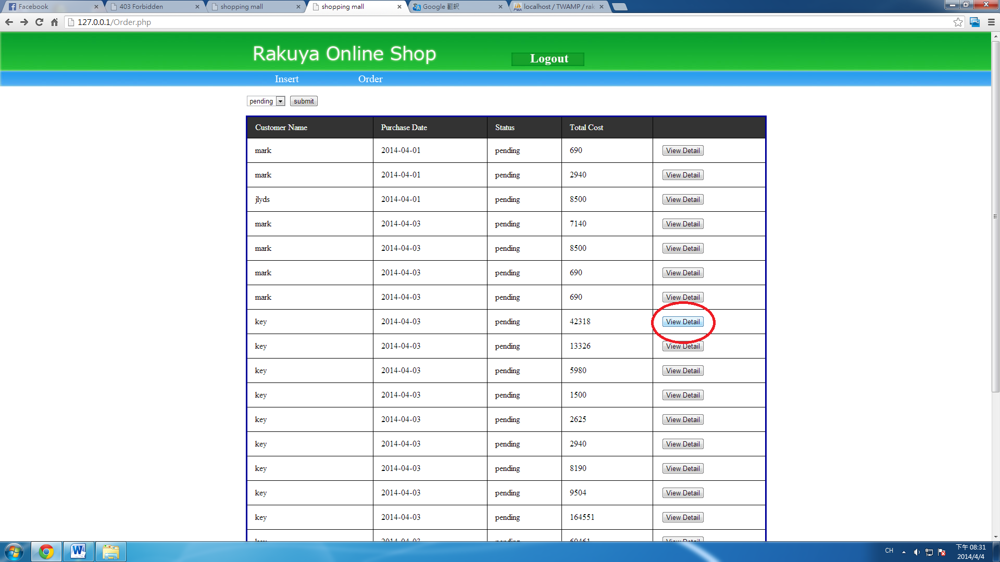 Facebook
403 Forbidden
shopping mall
shopping mall
Google 翻訳
localhost / TWAMP / rak
127.0.0.1/Order.php
Rakuya Online Shop
Logout
Insert Order
pending submit
Customer Name Purchase Date Status Total Cost
mark 2014-04-01 pending 690 View Detail
mark 2014-04-01 pending 2940 View Detail
jlyds 2014-04-01 pending 8500 View Detail
mark 2014-04-03 pending 7140 View Detail
mark 2014-04-03 pending 8500 View Detail
mark 2014-04-03 pending 690 View Detail
mark 2014-04-03 pending 690 View Detail
key 2014-04-03 pending 42318 View Detail
key 2014-04-03 pending 13326 View Detail
key 2014-04-03 pending 5980 View Detail
key 2014-04-03 pending 1500 View Detail
key 2014-04-03 pending 2625 View Detail
key 2014-04-03 pending 2940 View Detail
key 2014-04-03 pending 8190 View Detail
key 2014-04-03 pending 9504 View Detail
key 2014-04-03 pending 164551 View Detail
CH
下午 08:31
2014/4/4